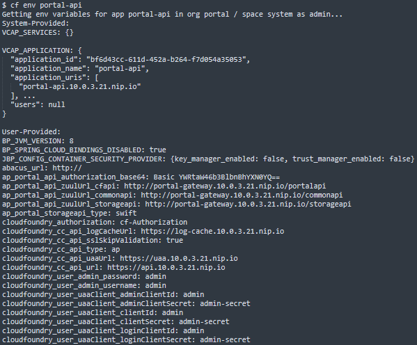 $ cf env portal-api
Getting env variables for app portal-api in org portal / space system as admin...
System-Provided:
VCAP_SERVICES: {}

VCAP_APPLICATION: {
  "application_id": "bf6d43cc-611d-452a-b264-f7d054a35053",
  "application_name": "portal-api",
  "application_uris": [
    "portal-api.10.0.3.21.nip.io"
  ], ...
  "users": null
}

User-Provided:
BP_JVM_VERSION: 8
BP_SPRING_CLOUD_BINDINGS_DISABLED: true
JBP_CONFIG_CONTAINER_SECURITY_PROVIDER: {key_manager_enabled: false, trust_manager_enabled: false}
abacus_url: http://
ap_portal_api_authorization_base64: Basic YWRtaW46b3BlbnBhYXN0YQ==
ap_portal_api_zuulUrl_cfapi: http://portal-gateway.10.0.3.21.nip.io/portalapi
ap_portal_api_zuulUrl_commonapi: http://portal-gateway.10.0.3.21.nip.io/commonapi
ap_portal_api_zuulUrl_storageapi: http://portal-gateway.10.0.3.21.nip.io/storageapi
ap_portal_storageapi_type: swift
cloudfoundry_authorization: cf-Authorization
cloudfoundry_cc_api_logCacheUrl: https://log-cache.10.0.3.21.nip.io
cloudfoundry_cc_api_sslSkipValidation: true
cloudfoundry_cc_api_type: ap
cloudfoundry_cc_api_uaaUrl: https://uaa.10.0.3.21.nip.io
cloudfoundry_cc_api_url: https://api.10.0.3.21.nip.io
cloudfoundry_user_admin_password: admin
cloudfoundry_user_admin_username: admin
cloudfoundry_user_uaaClient_adminClientId: admin
cloudfoundry_user_uaaClient_adminClientSecret: admin-secret
cloudfoundry_user_uaaClient_clientId: admin
cloudfoundry_user_uaaClient_clientSecret: admin-secret
cloudfoundry_user_uaaClient_loginClientId: admin
cloudfoundry_user_uaaClient_loginClientSecret: admin-secret